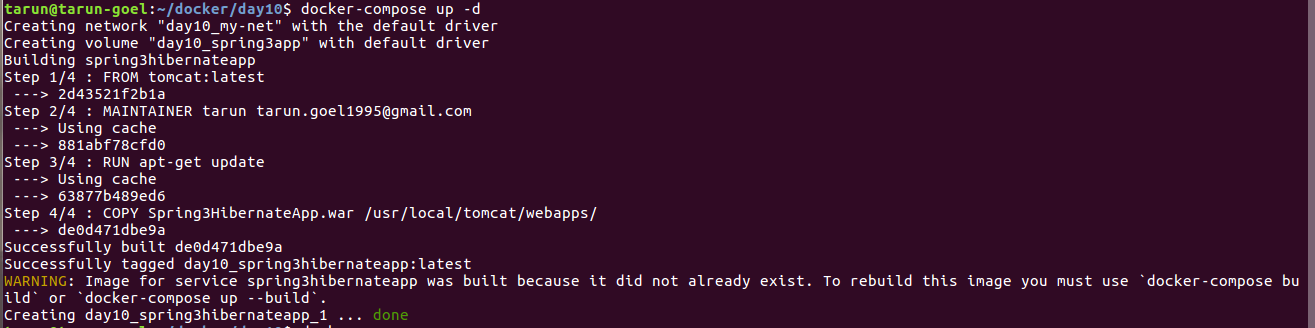 tarun@tarun-goel:~/docker/day10$ docker-compose up -d
Creating network "day10_my-net" with the default driver
Creating volume "day10_spring3app" with default driver
Building spring3hibernateapp
Step 1/4 : FROM tomcat:latest
 ---> 2d43521f2b1a
Step 2/4 : MAINTAINER tarun tarun.goel1995@gmail.com
 ---> Using cache
 ---> 881abf78cfd0
Step 3/4 : RUN apt-get update
 ---> Using cache
 ---> 63877b489ed6
Step 4/4 : COPY Spring3HibernateApp.war /usr/local/tomcat/webapps/
 ---> de0d471dbe9a
Successfully built de0d471dbe9a
Successfully tagged day10_spring3hibernateapp:latest
WARNING: Image for service spring3hibernateapp was built because it did not already exist. To rebuild this image you must use `docker-compose bu
ild` or `docker-compose up --build`.
Creating day10_spring3hibernateapp_1 ... done